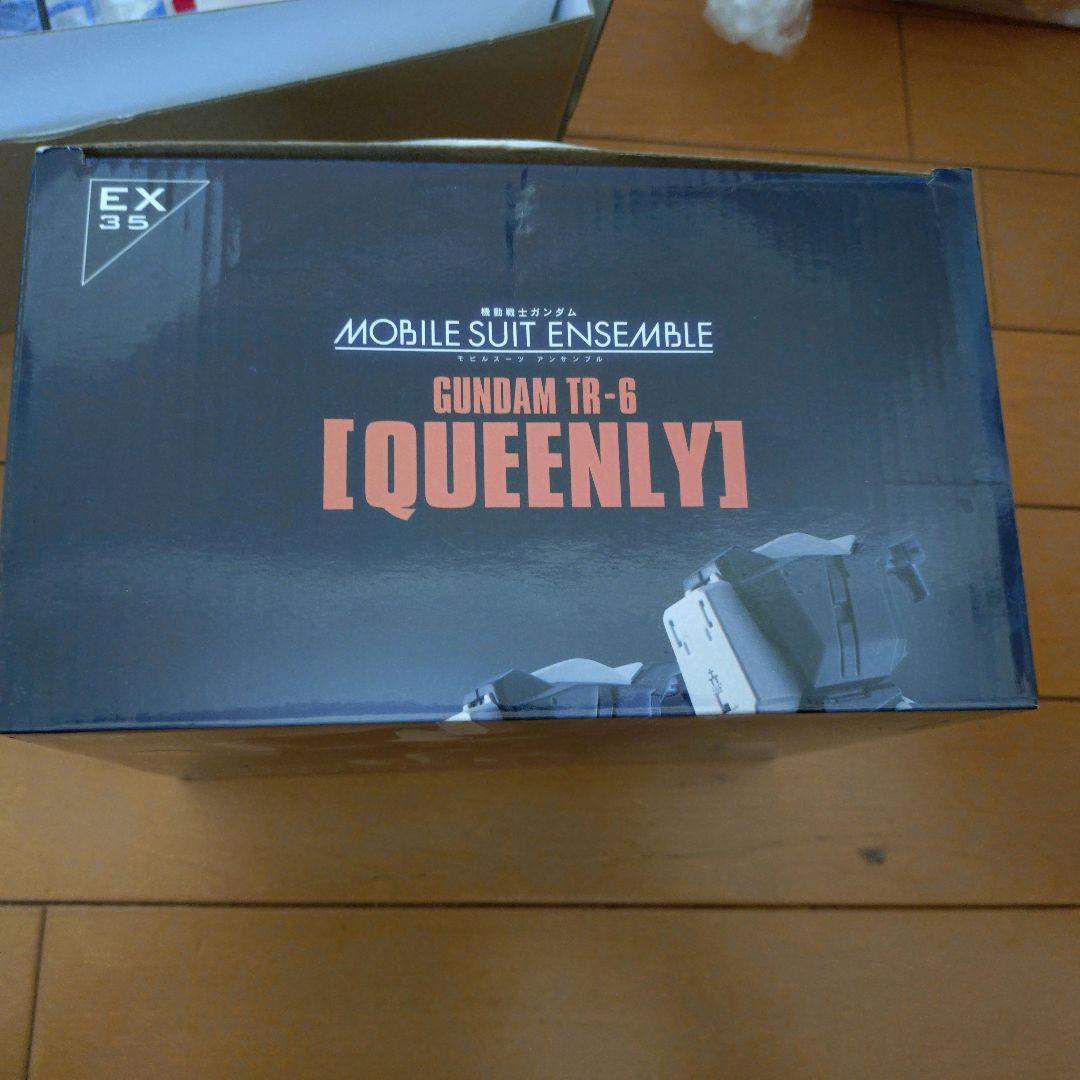 EX
35
機動戦士ガンダム
MOBILE SUIT ENSEMBLE
モビルスーツ アンサンブル
GUNDAM TR-6
[QUEENLY]